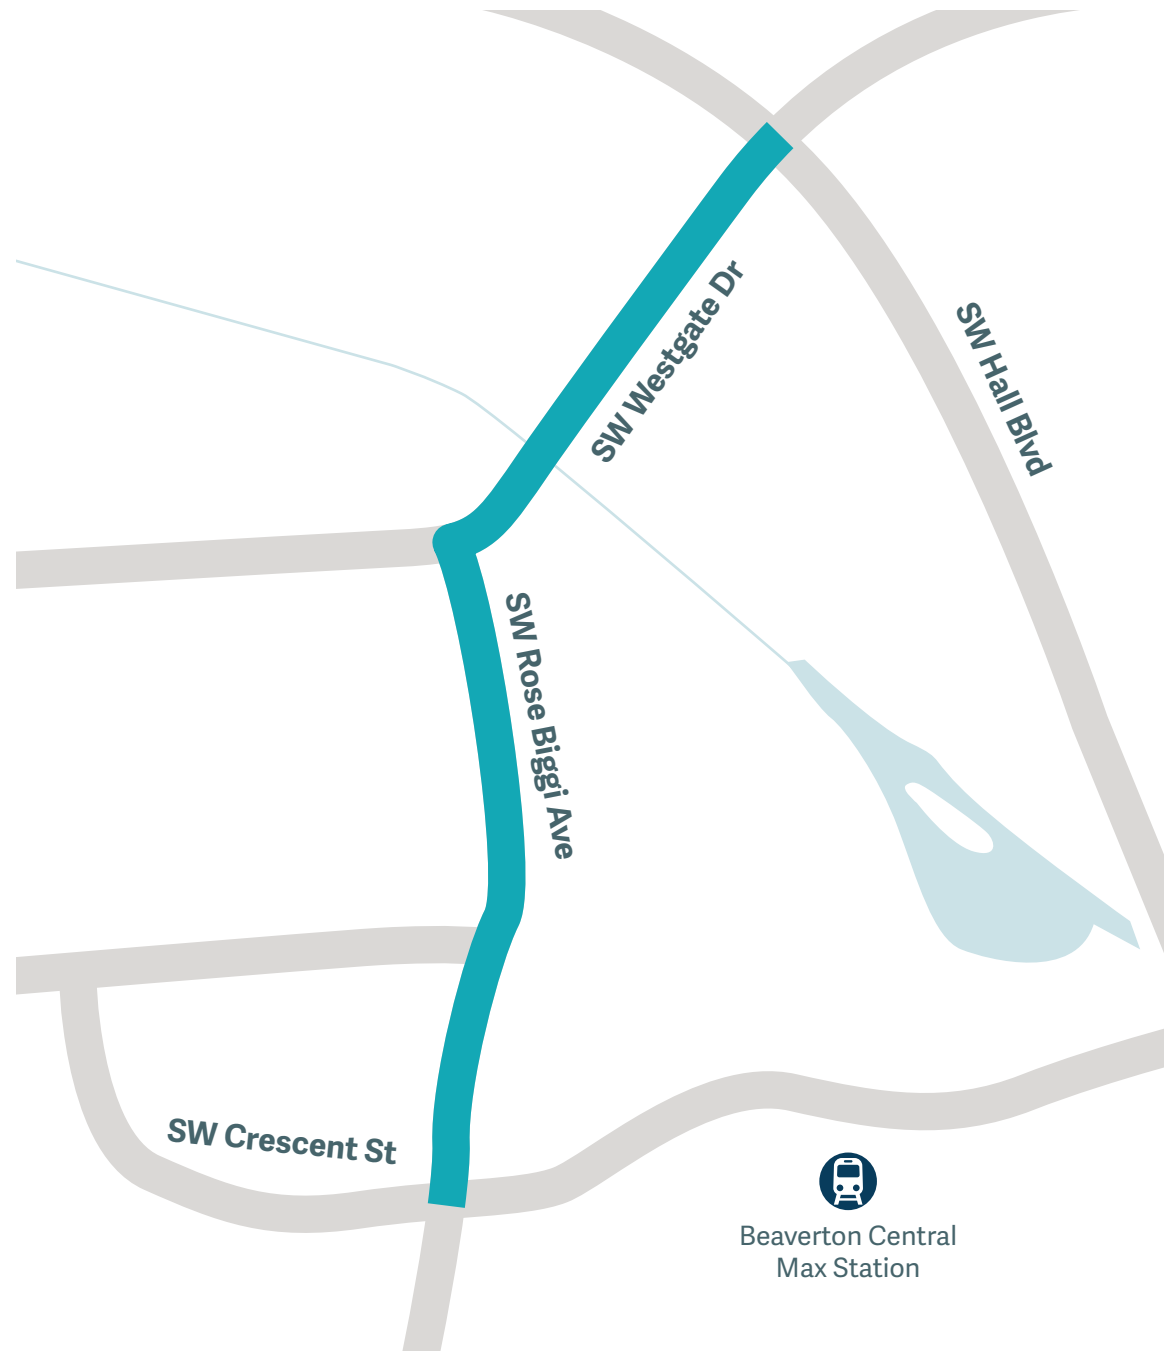 SW Westgate Dr
SW Hall Blvd
SW Rose Biggi Ave
SW Crescent St
Beaverton Central
Max Station